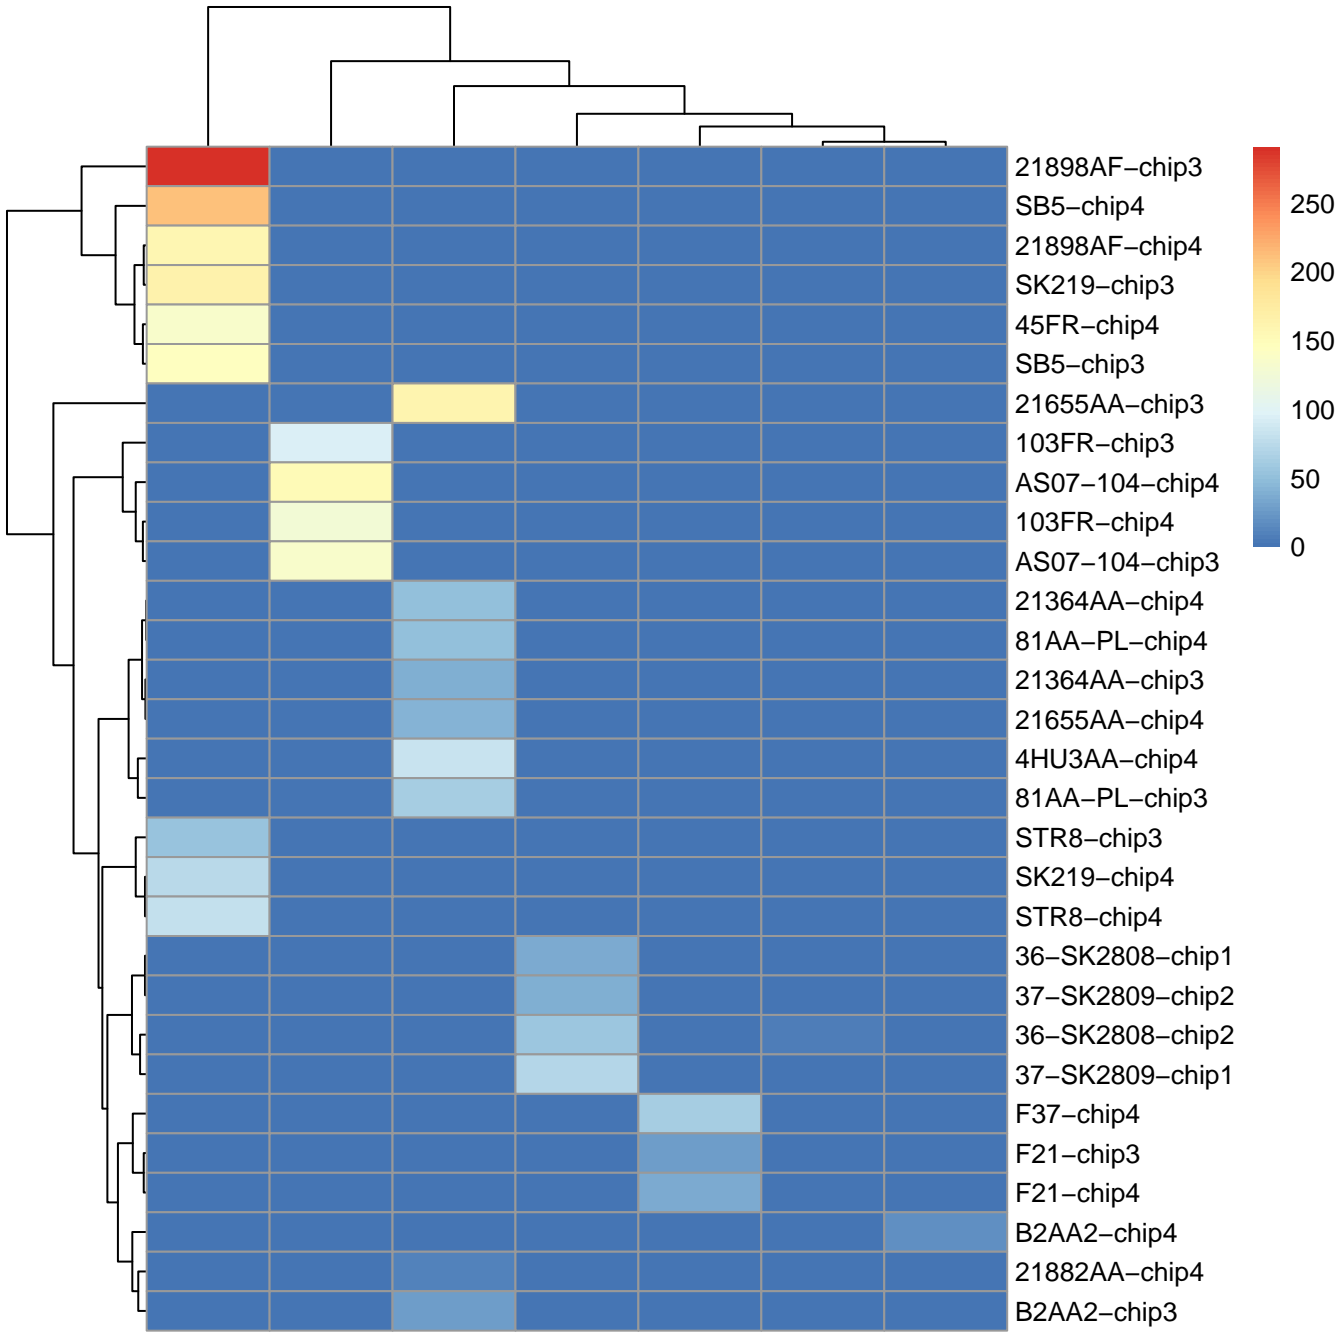 21898AF−chip3
SB5−chip4
21898AF−chip4
SK219−chip3
45FR−chip4
SB5−chip3
21655AA−chip3
103FR−chip3
AS07−104−chip4
103FR−chip4
AS07−104−chip3
21364AA−chip4
81AA−PL−chip4
21364AA−chip3
21655AA−chip4
4HU3AA−chip4
81AA−PL−chip3
STR8−chip3
SK219−chip4
STR8−chip4
36−SK2808−chip1
37−SK2809−chip2
36−SK2808−chip2
37−SK2809−chip1
F37−chip4
F21−chip3
F21−chip4
B2AA2−chip4
21882AA−chip4
B2AA2−chip3
250
200
150
100
50
0